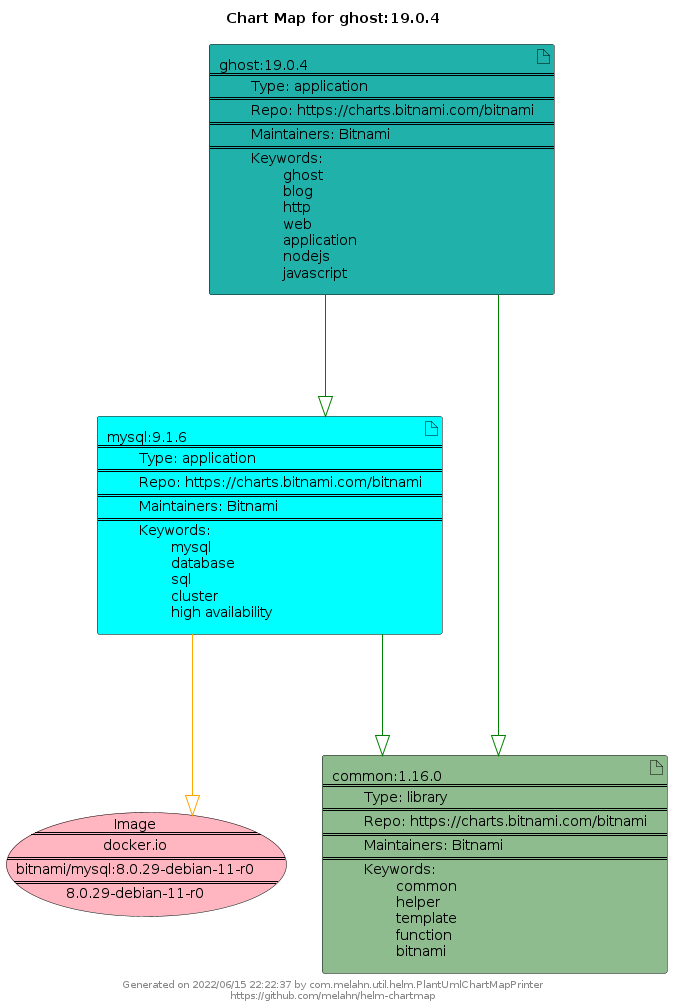 Chart Map for ghost:19.0.4
ghost:19.0.4
Type: application
Repo: https://charts.bitnami.com/bitnami
Maintainers: Bitnami
Keywords:
ghost
blog
http
web
application
nodejs
javascript
mysql:9.1.6
Type: application
Repo: https://charts.bitnami.com/bitnami
Maintainers: Bitnami
Keywords:
mysql
database
sql
cluster
high availability
Image
docker.io
bitnami/mysql:8.0.29-debian-11-r0
8.0.29-debian-11-r0
common:1.16.0
Type: library
Repo: https://charts.bitnami.com/bitnami
Maintainers: Bitnami
Keywords:
common
helper
template
function
bitnami
Generated on 2022/06/15 22:22:37 by com.melahn.util.helm.PlantUmlChartMapPrinter
https://github.com/melahn/helm-chartmap